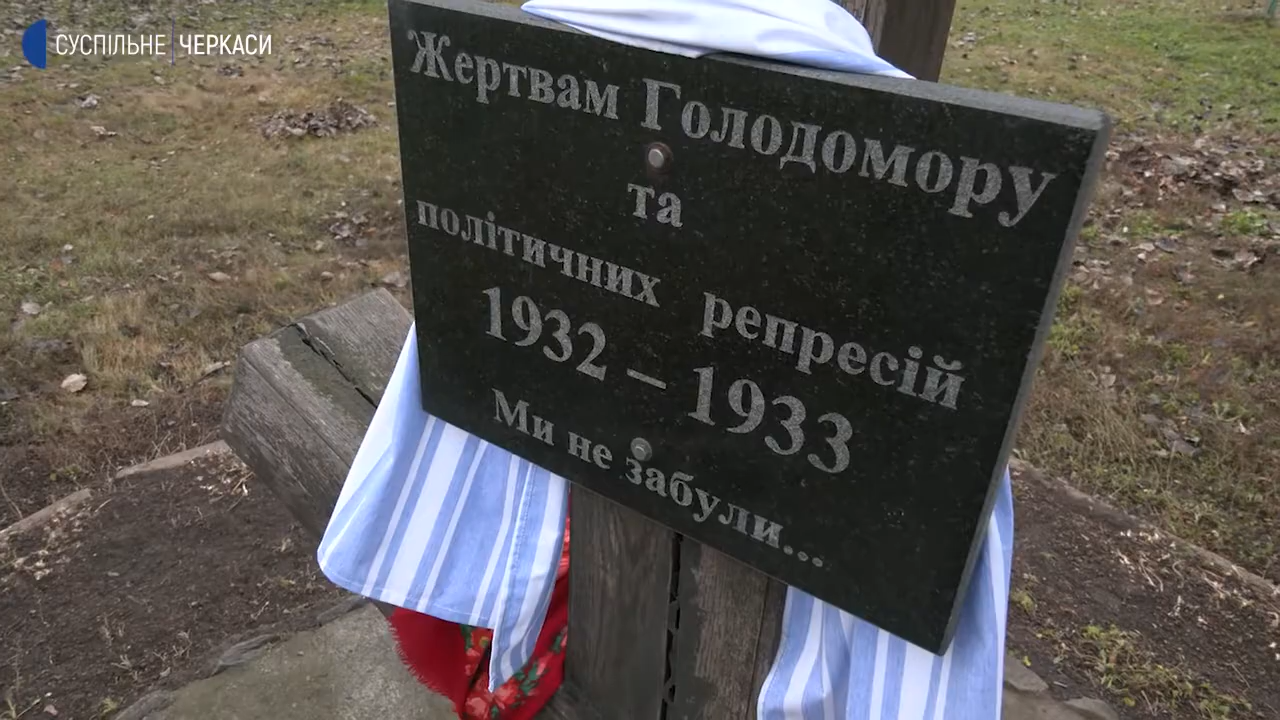 СУСПІЛЬНЕ ЧЕРКАСИ
Жертвам Голодомору
та
політичних репресій
1932 – 1933
Ми не забули...